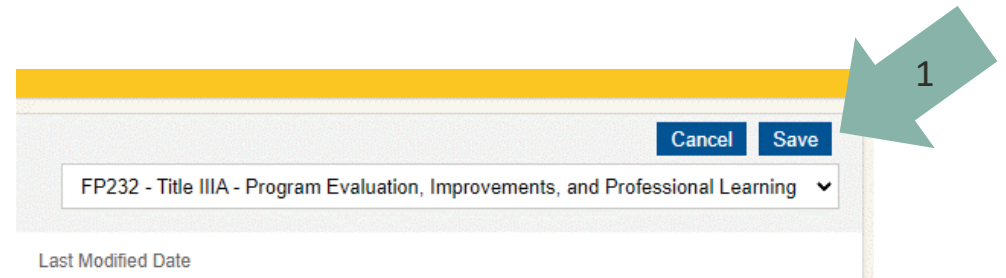 1
Cancel Save
FP232 - Title IIIA - Program Evaluation, Improvements, and Professional Learning
Last Modified Date